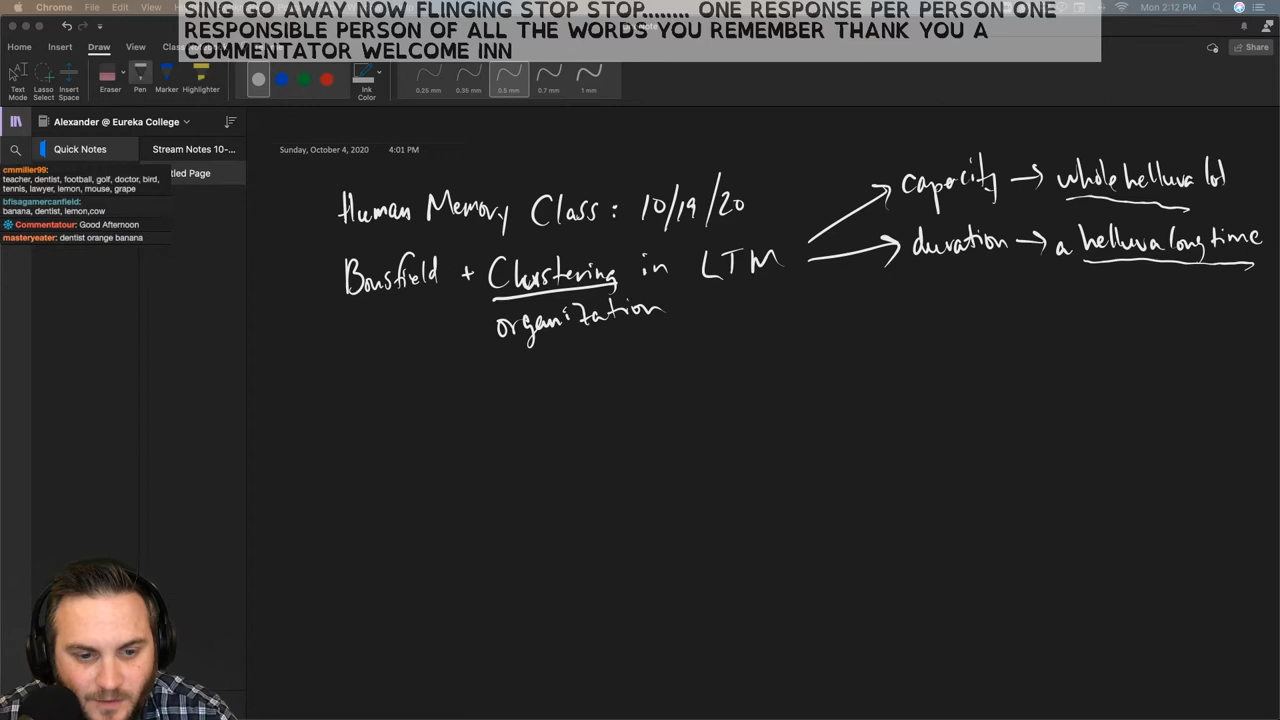 SING GO AWAY NOW FLINGING STOP STOP........ ONE RESPONSE PER PERSON ONE
RESPONSIBLE PERSON OF ALL THE WORDS YOU REMEMBER THANK YOU A
COMMENTATOR WELCOME INN
Chrome File Edit View
Mon 2:12 PM
Home Insert Draw View
Share
Text Mode
Lasso Select
Insert Space
Eraser
Pen
Marker
Highlighter
Ink Color
0.25 mm 0.35 mm 0.5 mm 0.7 mm 1 mm
Alexander @ Eureka College
Quick Notes
Stream Notes 10-...
tled Page
cmmiller99:
teacher, dentist, football, golf, doctor, bird,
tennis, lawyer, lemon, mouse, grape
bfisagamercanfield:
banana, dentist, lemon,cow
Commentatour: Good Afternoon
masteryeater: dentist orange banana
Sunday, October 4, 2020 4:01 PM
Human Memory Class: 10/19/20
Bousfield + Clustering in LTM
organization
capacity → whole helluva lot
duration → a helluva long time